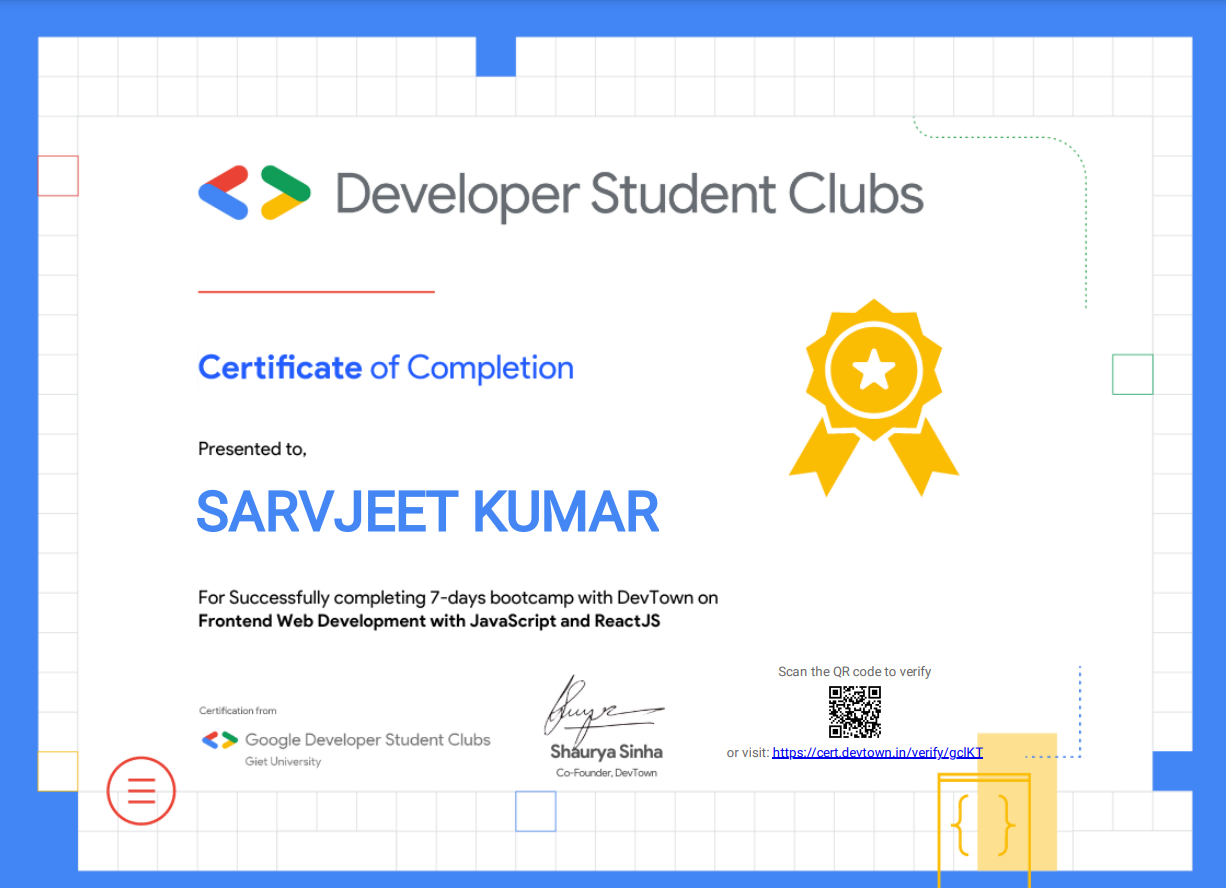 Developer Student Clubs
Certificate of Completion
Presented to,
SARVJEET KUMAR
For Successfully completing 7-days bootcamp with DevTown on
Frontend Web Development with JavaScript and ReactJS
Certification from
Google Developer Student Clubs
Giet University
Shaurya Sinha
Co-Founder, DevTown
Scan the QR code to verify
or visit: https://cert.devtown.in/verify/gclKT
{ }